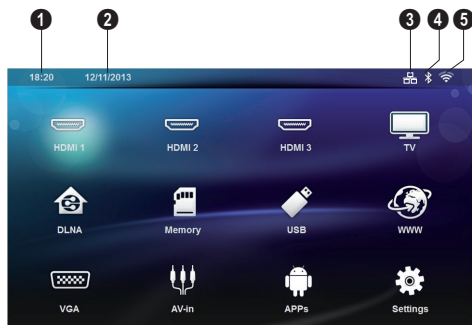 1 2 3 4 5
18:20 12/11/2013
HDMI 1 HDMI 2 HDMI 3 TV
DLNA Memory USB WWW
VGA AV-in APPs Settings